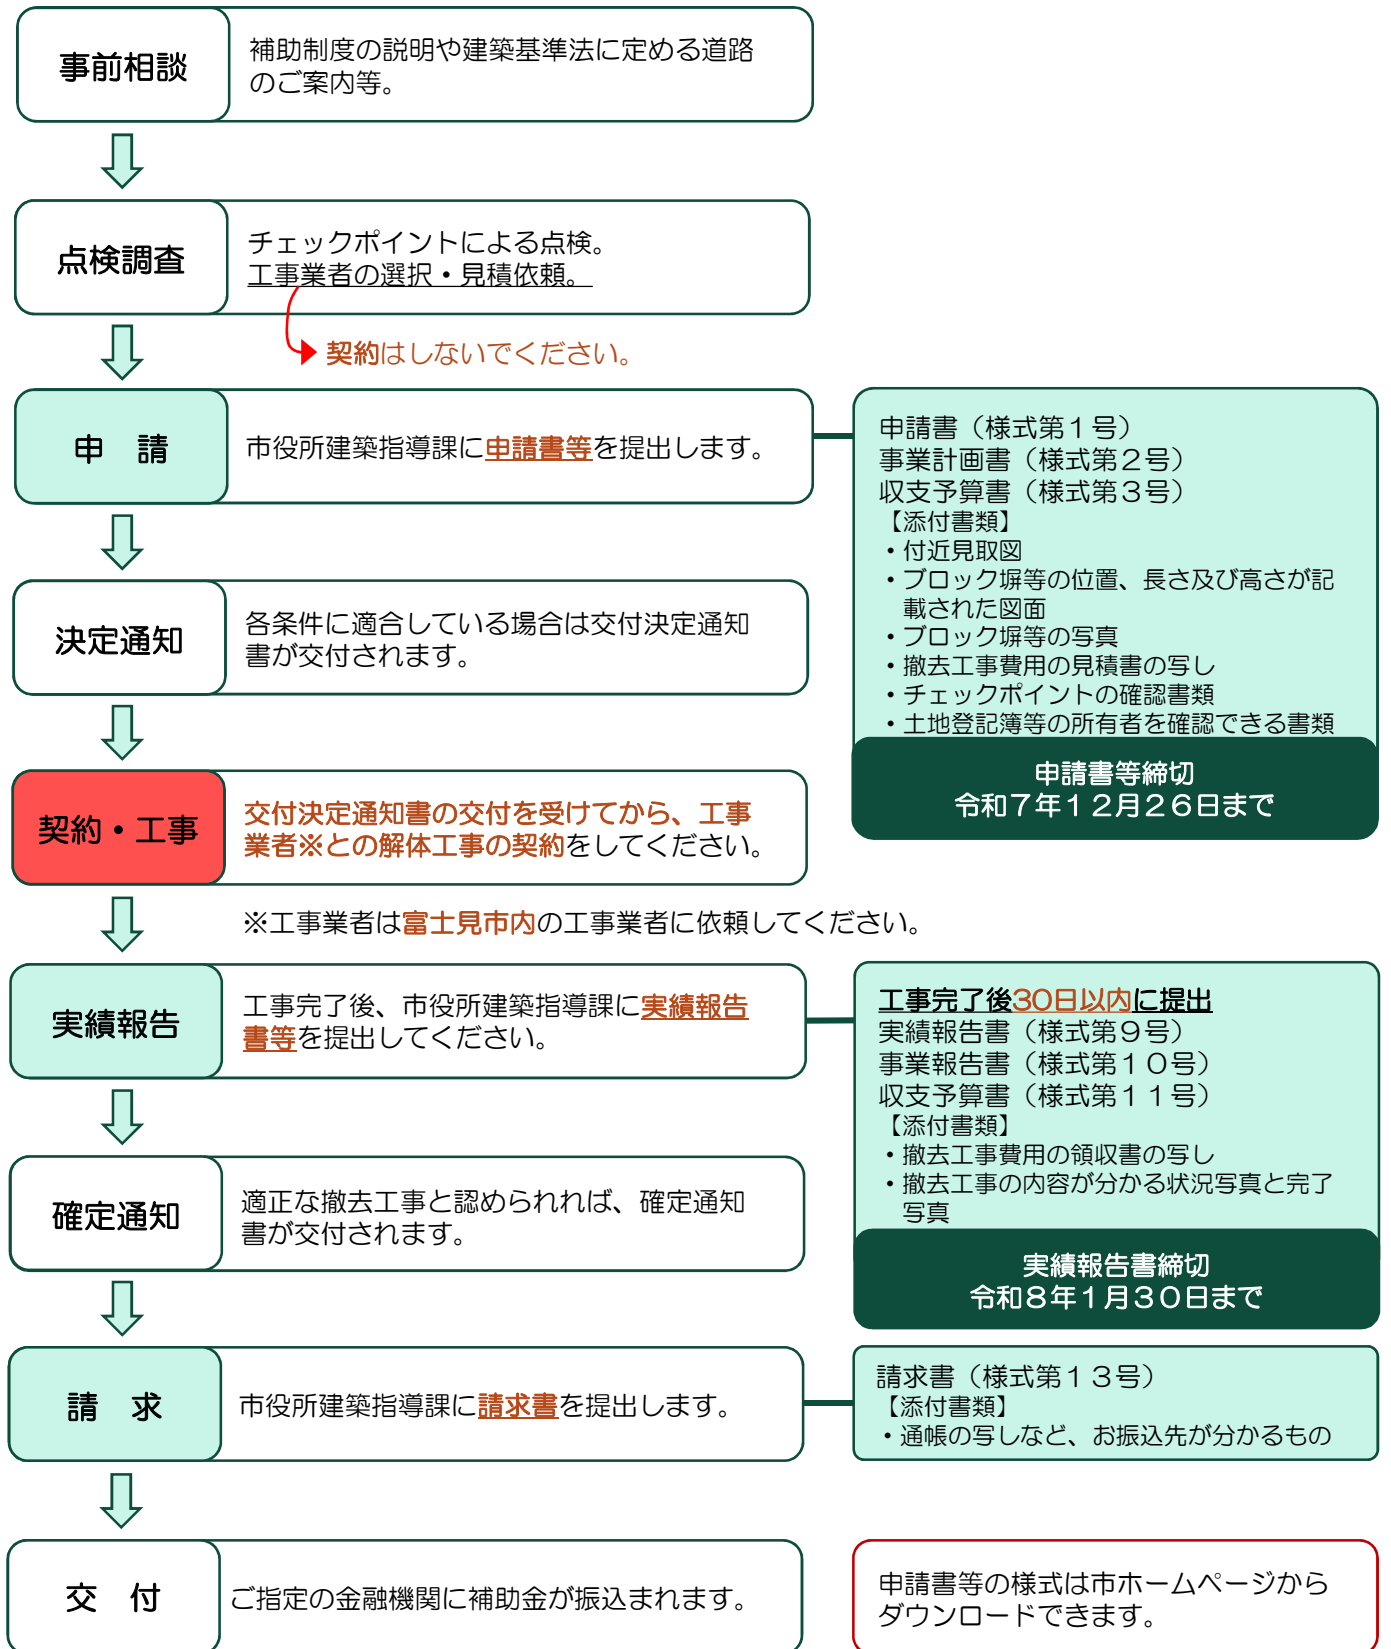 事前相談
補助制度の説明や建築基準法に定める道路
のご案内等。
点検調査
チェックポイントによる点検。
工事業者の選択・見積依頼。
契約はしないでください。
申　請
市役所建築指導課に申請書等を提出します。
申請書（様式第１号）
事業計画書（様式第２号）
収支予算書（様式第３号）
【添付書類】
・付近見取図
・ブロック塀等の位置、長さ及び高さが記
載された図面
・ブロック塀等の写真
・撤去工事費用の見積書の写し
・チェックポイントの確認書類
・土地登記簿等の所有者を確認できる書類
申請書等締切
令和７年１２月２６日まで
決定通知
各条件に適合している場合は交付決定通知
書が交付されます。
契約・工事
交付決定通知書の交付を受けてから、工事
業者※との解体工事の契約をしてください。
※工事業者は富士見市内の工事業者に依頼してください。
実績報告
工事完了後、市役所建築指導課に実績報告
書等を提出してください。
工事完了後30日以内に提出
実績報告書（様式第９号）
事業報告書（様式第１０号）
収支予算書（様式第１１号）
【添付書類】
・撤去工事費用の領収書の写し
・撤去工事の内容が分かる状況写真と完了
写真
実績報告書締切
令和８年１月３０日まで
確定通知
適正な撤去工事と認められれば、確定通知
書が交付されます。
請　求
市役所建築指導課に請求書を提出します。
請求書（様式第１３号）
【添付書類】
・通帳の写しなど、お振込先が分かるもの
交　付
ご指定の金融機関に補助金が振込まれます。
申請書等の様式は市ホームページから
ダウンロードできます。